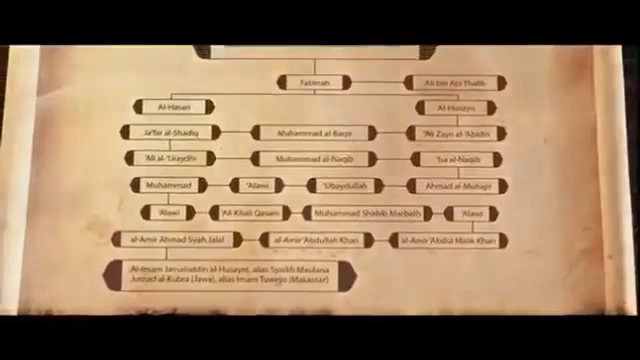 Fatimah
Ali bin Abi Thalib
Al-Hasan
Al-Husayn
Ja'far al-Shadiq
Muhammad al-Baqir
'Ali Zayn al-'Abidin
'Ali al-'Uraydhi
Muhammad al-Naqib
'Isa al-Naqib
Muhammad
'Alawi
'Ubaydullah
Ahmad al-Muhajir
'Alawi
'Ali Khali Qasam
Muhammad Shahib Marbath
'Alawi
al-Amir Ahmad Syah Jalal
al-Amir 'Abdullah Khan
al-Amir 'Abdul Malik Khan
Al-Imam Jamaluddin al-Husayni, alias Syaikh Maulana
Jumad al-Kubra (Jawa), alias Imam Tuwejo (Makassar)